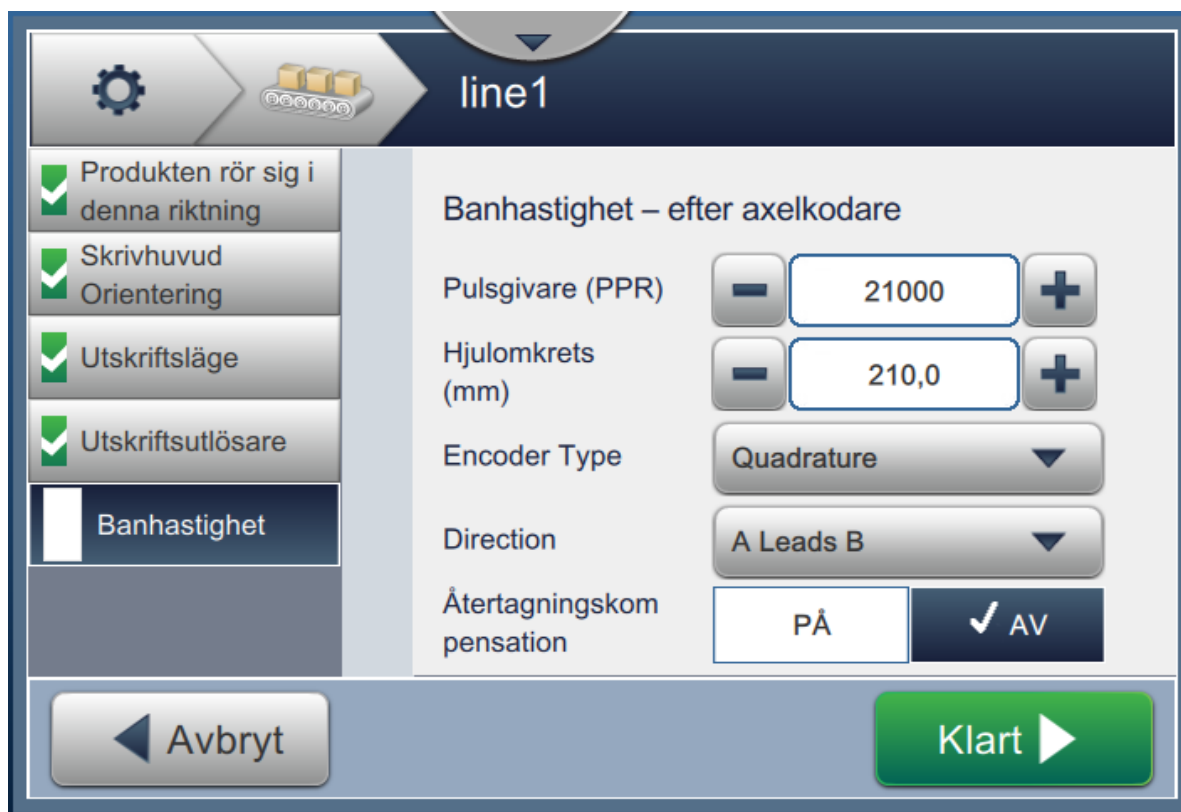 line1
Produkten rör sig i
denna riktning
Skrivhuvud
Orientering
Utskriftsläge
Utskriftsutlösare
Banhastighet
Banhastighet – efter axelkodare
Pulsgivare (PPR)
21000
Hjulomkrets
(mm)
210,0
Encoder Type
Quadrature
Direction
A Leads B
Återtagningskom
pensation
PÅ
AV
Avbryt
Klart